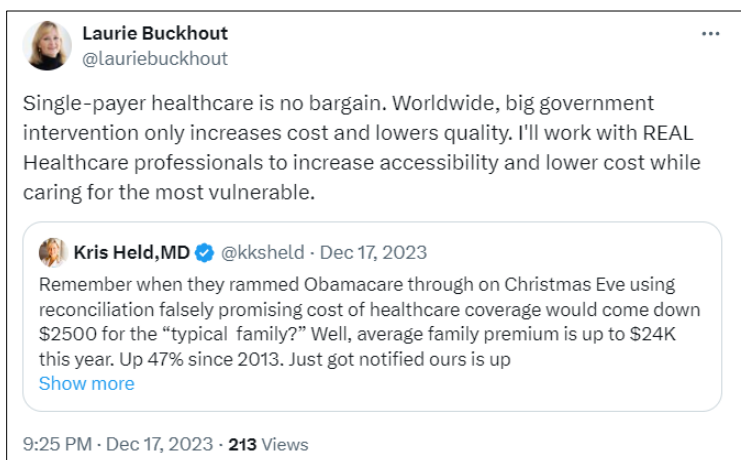 Laurie Buckhout
@lauriebuckhout
Single-payer healthcare is no bargain. Worldwide, big government
intervention only increases cost and lowers quality. I'll work with REAL
Healthcare professionals to increase accessibility and lower cost while
caring for the most vulnerable.
Kris Held,MD @kksheld · Dec 17, 2023
Remember when they rammed Obamacare through on Christmas Eve using
reconciliation falsely promising cost of healthcare coverage would come down
$2500 for the “typical  family?” Well, average family premium is up to $24K
this year. Up 47% since 2013. Just got notified ours is up
Show more
9:25 PM · Dec 17, 2023 · 213 Views